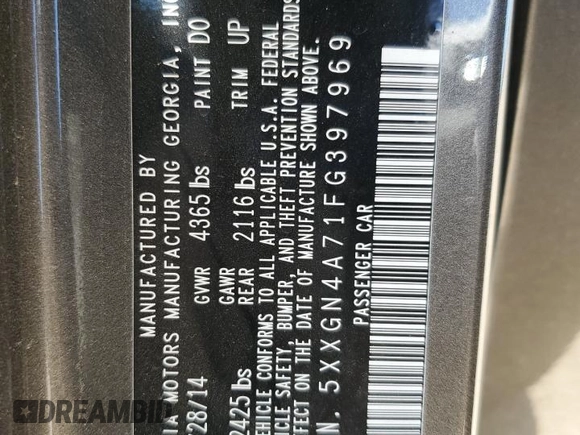 MANUFACTURED BY
IA MOTORS MANUFACTURING GEORGIA, INC
28/14 GVWR 4365 lbs PAINT D0
GAWR
2425 lbs REAR 2116 lbs TRIM UP
EHICLE CONFORMS TO ALL APPLICABLE U.S.A. FEDERAL
ICLE SAFETY, BUMPER, AND THEFT PREVENTION STANDARDS
FFECT ON THE DATE OF MANUFACTURE SHOWN ABOVE.
N. 5XXGN4A71FG397969
PASSENGER CAR
DREAMBID